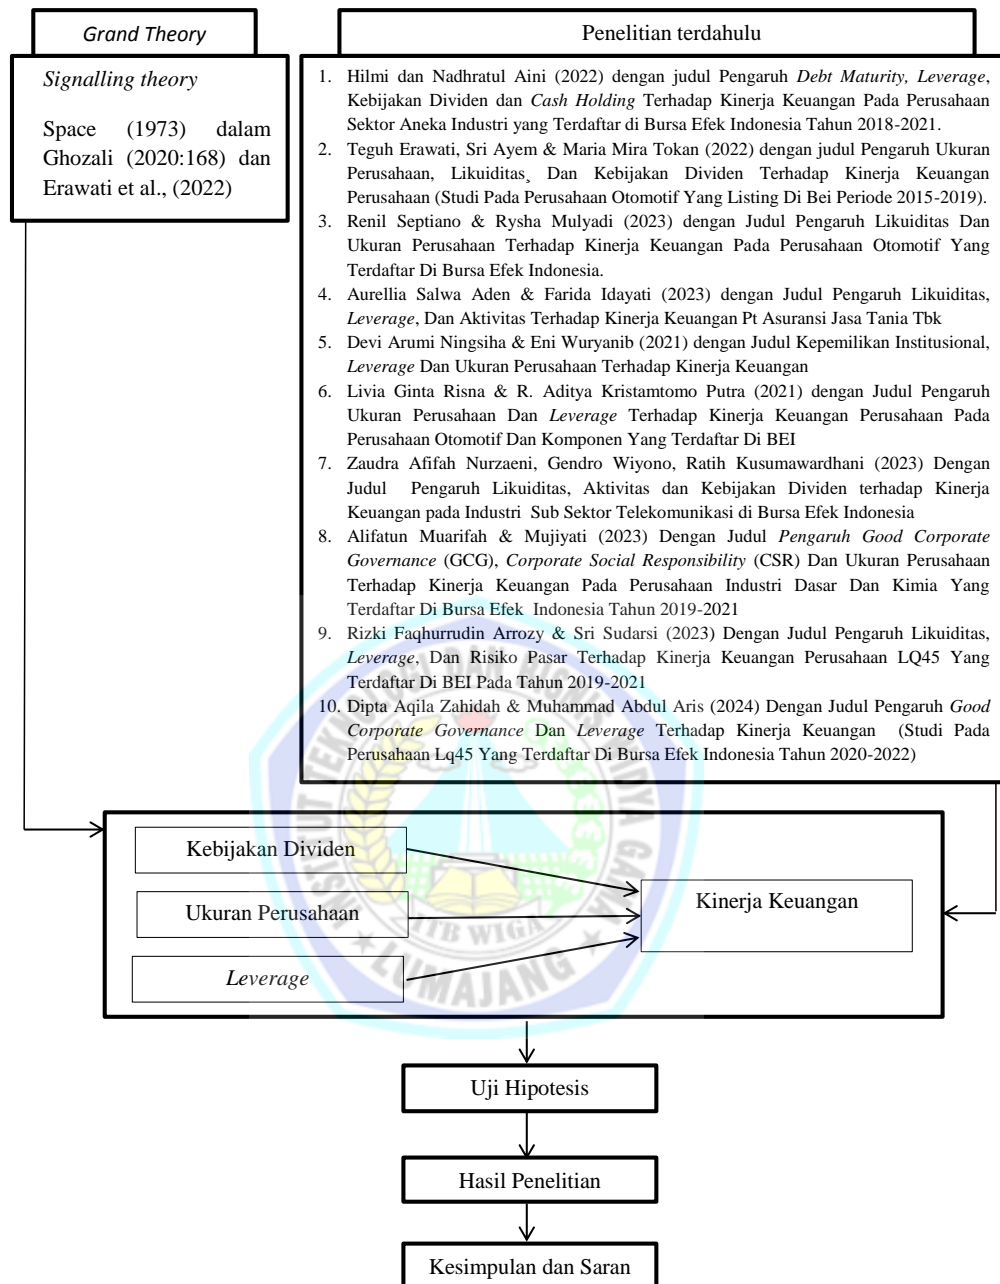 Grand Theory
Signalling theory
Space (1973) dalam
Ghozali (2020:168) dan
Erawati et al., (2022)
Penelitian terdahulu
1. Hilmi dan Nadhratul Aini (2022) dengan judul Pengaruh Debt Maturity, Leverage,
Kebijakan Dividen dan Cash Holding Terhadap Kinerja Keuangan Pada Perusahaan
Sektor Aneka Industri yang Terdaftar di Bursa Efek Indonesia Tahun 2018-2021.
2. Teguh Erawati, Sri Ayem & Maria Mira Tokan (2022) dengan judul Pengaruh Ukuran
Perusahaan, Likuiditas¸ Dan Kebijakan Dividen Terhadap Kinerja Keuangan
Perusahaan (Studi Pada Perusahaan Otomotif Yang Listing Di Bei Periode 2015-2019).
3. Renil Septiano & Rysha Mulyadi (2023) dengan Judul Pengaruh Likuiditas Dan
Ukuran Perusahaan Terhadap Kinerja Keuangan Pada Perusahaan Otomotif Yang
Terdaftar Di Bursa Efek Indonesia.
4. Aurellia Salwa Aden & Farida Idayati (2023) dengan Judul Pengaruh Likuiditas,
Leverage, Dan Aktivitas Terhadap Kinerja Keuangan Pt Asuransi Jasa Tania Tbk
5. Devi Arumi Ningsiha & Eni Wuryanib (2021) dengan Judul Kepemilikan Institusional,
Leverage Dan Ukuran Perusahaan Terhadap Kinerja Keuangan
6. Livia Ginta Risna & R. Aditya Kristamtomo Putra (2021) dengan Judul Pengaruh
Ukuran Perusahaan Dan Leverage Terhadap Kinerja Keuangan Perusahaan Pada
Perusahaan Otomotif Dan Komponen Yang Terdaftar Di BEI
7. Zaudra Afifah Nurzaeni, Gendro Wiyono, Ratih Kusumawardhani (2023) Dengan
Judul Pengaruh Likuiditas, Aktivitas dan Kebijakan Dividen terhadap Kinerja
Keuangan pada Industri Sub Sektor Telekomunikasi di Bursa Efek Indonesia
8. Alifatun Muarifah & Mujiyati (2023) Dengan Judul Pengaruh Good Corporate
Governance (GCG), Corporate Social Responsibility (CSR) Dan Ukuran Perusahaan
Terhadap Kinerja Keuangan Pada Perusahaan Industri Dasar Dan Kimia Yang
Terdaftar Di Bursa Efek Indonesia Tahun 2019-2021
9. Rizki Faqhurrudin Arrozy & Sri Sudarsi (2023) Dengan Judul Pengaruh Likuiditas,
Leverage, Dan Risiko Pasar Terhadap Kinerja Keuangan Perusahaan LQ45 Yang
Terdaftar Di BEI Pada Tahun 2019-2021
10. Dipta Aqila Zahidah & Muhammad Abdul Aris (2024) Dengan Judul Pengaruh Good
Corporate Governance Dan Leverage Terhadap Kinerja Keuangan (Studi Pada
Perusahaan Lq45 Yang Terdaftar Di Bursa Efek Indonesia Tahun 2020-2022)
INSTITUT TEKNOLOGI DAN BISNIS WIDYA GAMA
ITB WIGA
LUMAJANG
Kebijakan Dividen
Ukuran Perusahaan
Leverage
Kinerja Keuangan
Uji Hipotesis
Hasil Penelitian
Kesimpulan dan Saran